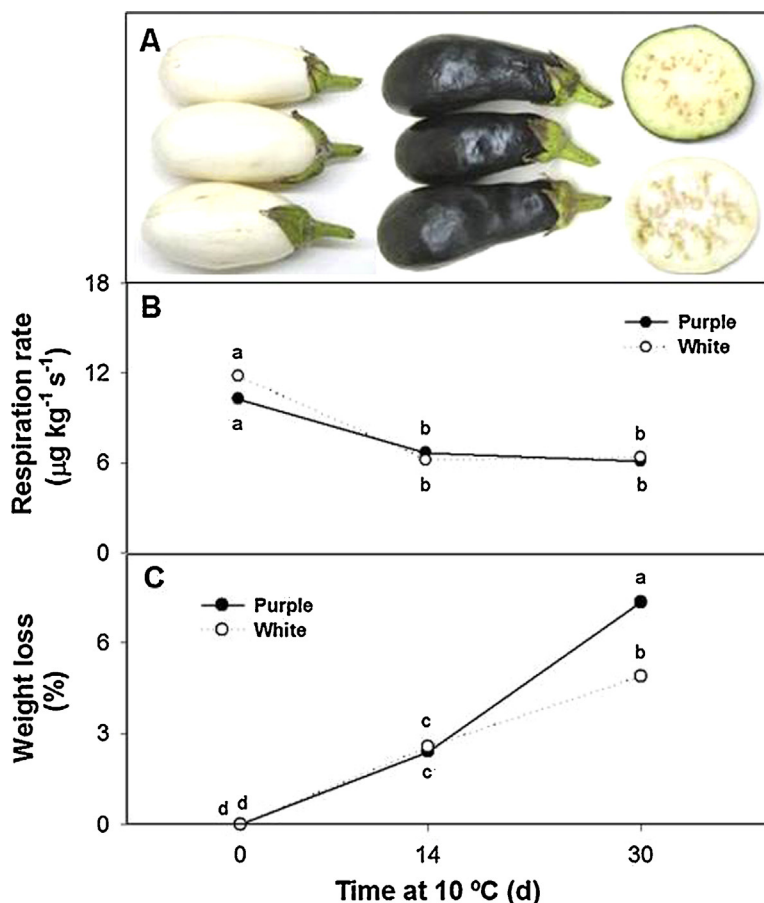 A
18
B
Purple
White
12
6
0
Respiration rate
(µg kg⁻¹ s⁻¹)
a
a
b
b
b
b
C
Purple
White
6
3
0
Weight loss
(%)
a
b
c
c
d d
0 14 30
Time at 10 ºC (d)